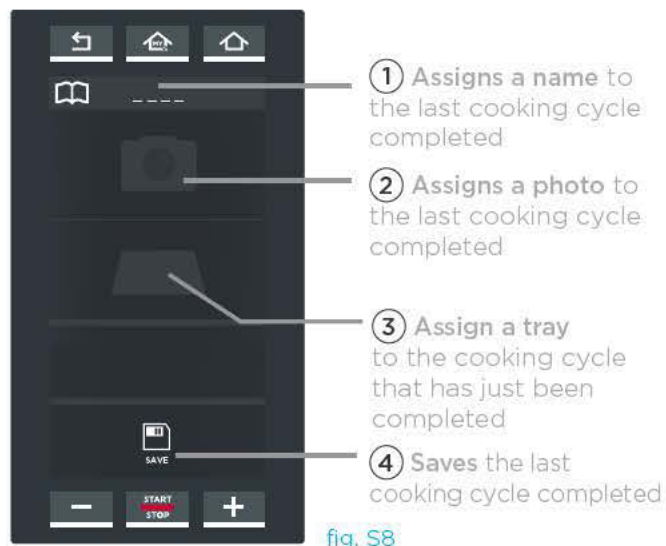 MY
_ _ _ _
1 Assigns a name to
the last cooking cycle
completed
2 Assigns a photo to
the last cooking cycle
completed
3 Assign a tray
to the cooking cycle
that has just been
completed
SAVE
4 Saves the last
cooking cycle completed
START
STOP
fig. S8